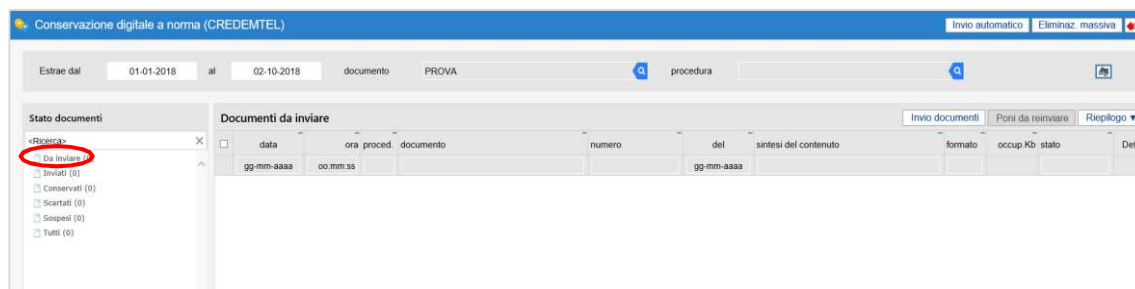 Conservazione digitale a norma (CREDEMTEL) Invio automatico Eliminaz. massiva
Estrae dal 01-01-2018 al 02-10-2018 documento PROVA procedura
Stato documenti Documenti da inviare Invio documenti Poni da reinviare Riepilogo
<Ricerca> data ora proced. documento numero del sintesi del contenuto formato occup.Kb stato Det
gg-mm-aaaa oo:mm:ss gg-mm-aaaa
Da inviare (0)
Inviati (0)
Conservati (0)
Scartati (0)
Sospesi (0)
Tutti (0)